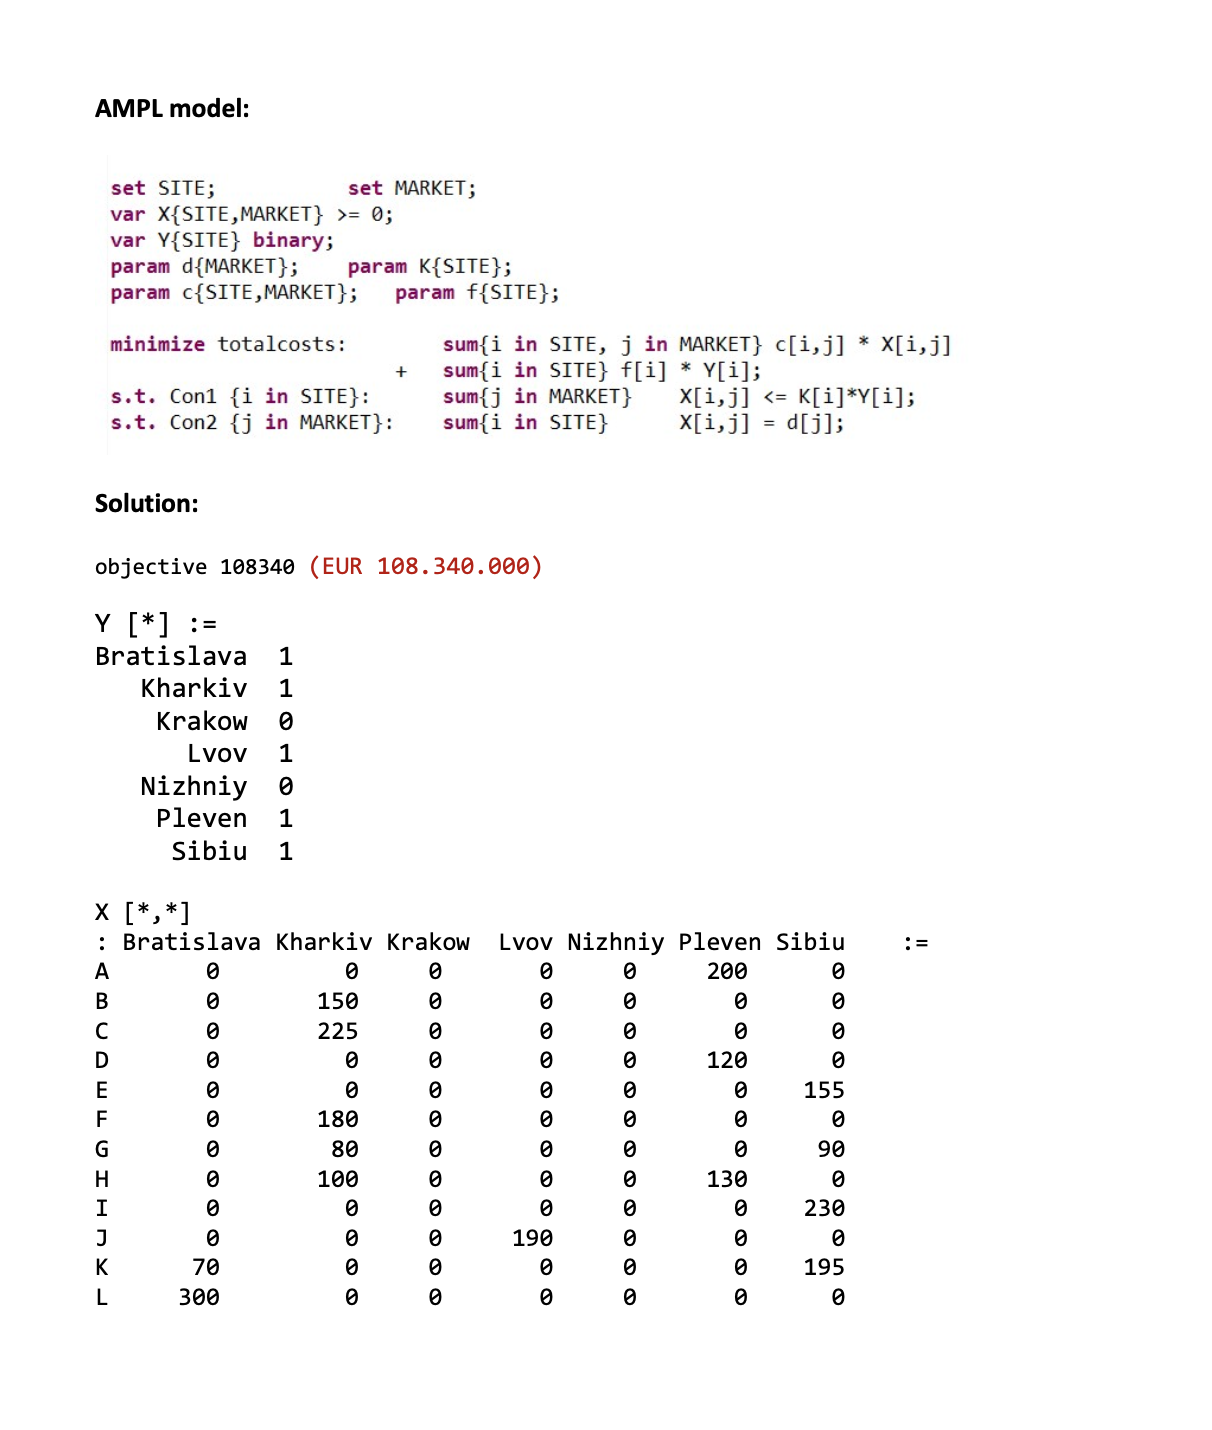 AMPL model:
set SITE; set MARKET;
var X{SITE,MARKET} >= 0;
var Y{SITE} binary;
param d{MARKET}; param K{SITE};
param c{SITE,MARKET}; param f{SITE};
minimize totalcosts: sum{i in SITE, j in MARKET} c[i,j] * X[i,j]
+ sum{i in SITE} f[i] * Y[i];
s.t. Con1 {i in SITE}: sum{j in MARKET} X[i,j] <= K[i]*Y[i];
s.t. Con2 {j in MARKET}: sum{i in SITE} X[i,j] = d[j];
Solution:
objective 108340 (EUR 108.340.000)
Y [*] :=
Bratislava 1
Kharkiv 1
Krakow 0
Lvov 1
Nizhniy 0
Pleven 1
Sibiu 1
X [*,*]
: Bratislava Kharkiv Krakow Lvov Nizhniy Pleven Sibiu :=
A 0 0 0 0 0 200 0
B 0 150 0 0 0 0 0
C 0 225 0 0 0 0 0
D 0 0 0 0 0 120 0
E 0 0 0 0 0 0 155
F 0 180 0 0 0 0 0
G 0 80 0 0 0 0 90
H 0 100 0 0 0 130 0
I 0 0 0 0 0 0 230
J 0 0 0 190 0 0 0
K 70 0 0 0 0 0 195
L 300 0 0 0 0 0 0